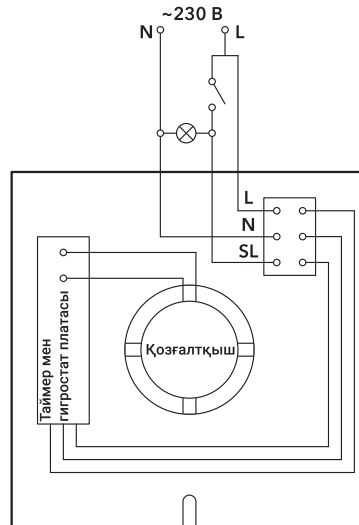 ~230 В
N L
L
N
SL
Таймер мен
гигростат платасы
Қозғалтқыш